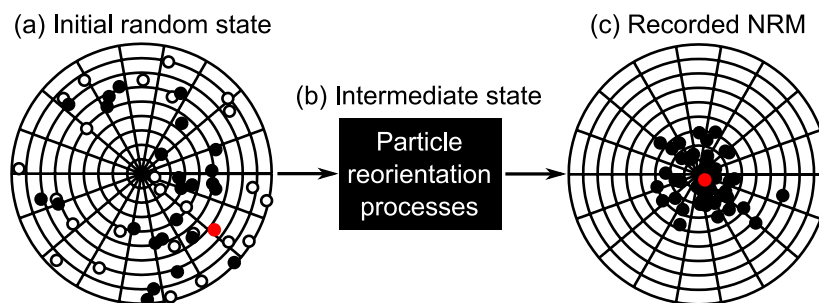 (a) Initial random state
(c) Recorded NRM
(b) Intermediate state
Particle
reorientation
processes